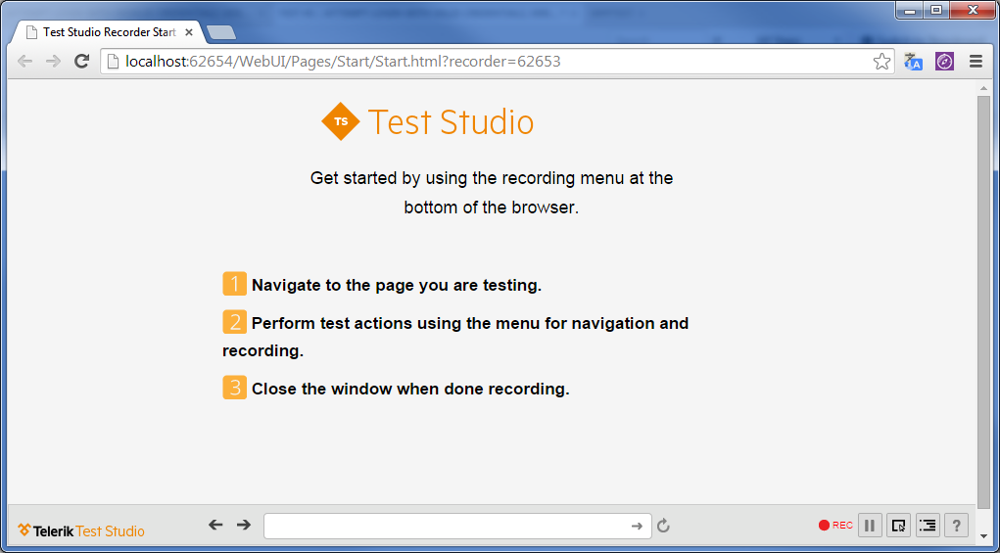 Test Studio Recorder Start
localhost:62654/WebUI/Pages/Start/Start.html?recorder=62653
TS Test Studio
Get started by using the recording menu at the
bottom of the browser.
1 Navigate to the page you are testing.
2 Perform test actions using the menu for navigation and
recording.
3 Close the window when done recording.
Telerik Test Studio
REC
?